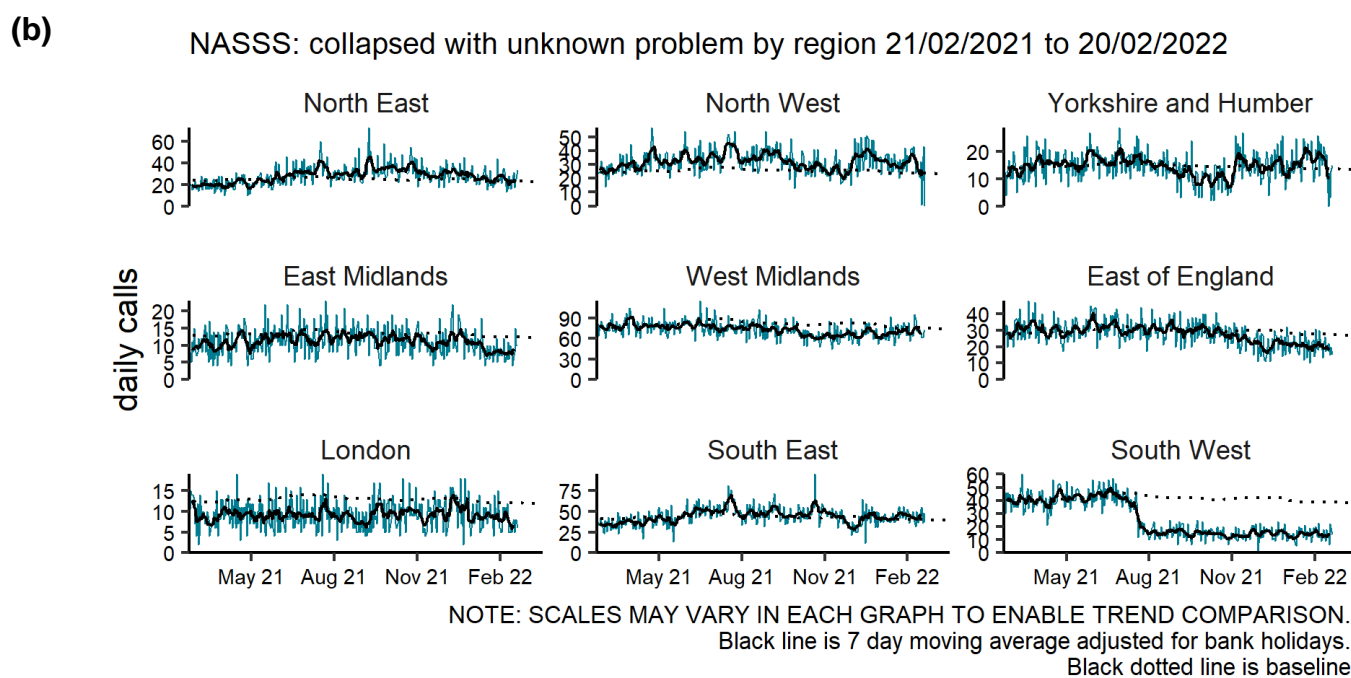 (b)
NASSS: collapsed with unknown problem by region 21/02/2021 to 20/02/2022
North East
North West
Yorkshire and Humber
60
40
20
0
50
40
30
20
10
0
20
10
0
daily calls
East Midlands
West Midlands
East of England
20
15
10
5
0
90
60
30
0
40
30
20
10
0
London
South East
South West
15
10
5
0
75
50
25
0
60
50
40
30
20
10
0
May 21 Aug 21 Nov 21 Feb 22
May 21 Aug 21 Nov 21 Feb 22
May 21 Aug 21 Nov 21 Feb 22
NOTE: SCALES MAY VARY IN EACH GRAPH TO ENABLE TREND COMPARISON.
Black line is 7 day moving average adjusted for bank holidays.
Black dotted line is baseline